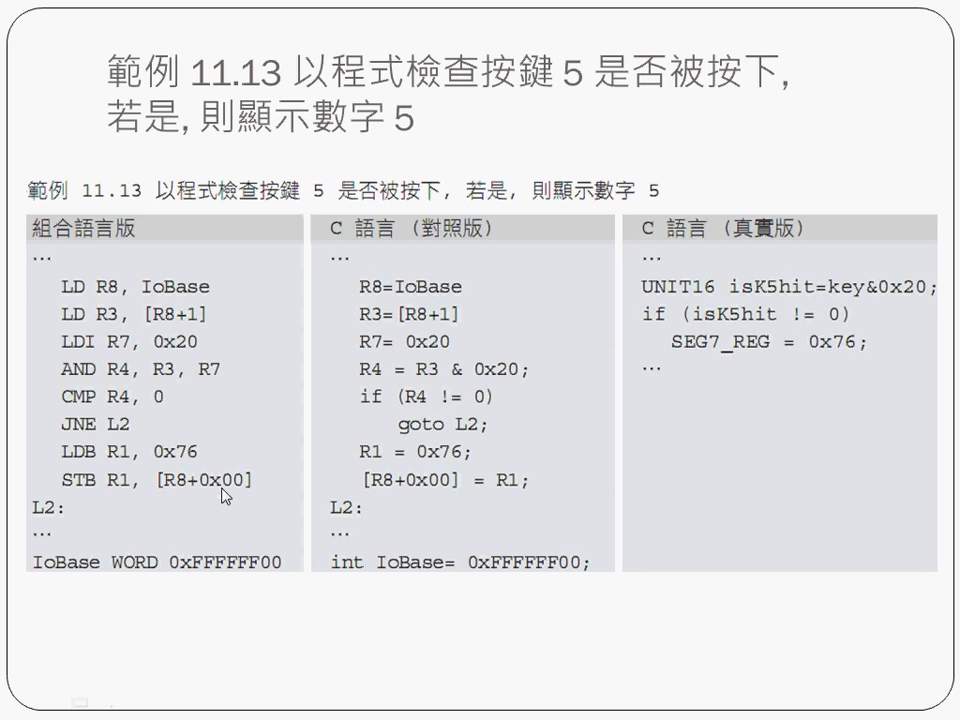 範例 11.13 以程式檢查按鍵 5 是否被按下,
若是, 則顯示數字 5
範例 11.13 以程式檢查按鍵 5 是否被按下, 若是, 則顯示數字 5
組合語言版
…
LD R8, IoBase
LD R3, [R8+1]
LDI R7, 0x20
AND R4, R3, R7
CMP R4, 0
JNE L2
LDB R1, 0x76
STB R1, [R8+0x00]
L2:
…
IoBase WORD 0xFFFFFF00
C 語言 (對照版)
…
R8=IoBase
R3=[R8+1]
R7= 0x20
R4 = R3 & 0x20;
if (R4 != 0)
goto L2;
R1 = 0x76;
[R8+0x00] = R1;
L2:
…
int IoBase= 0xFFFFFF00;
C 語言 (真實版)
…
UNIT16 isK5hit=key&0x20;
if (isK5hit != 0)
SEG7_REG = 0x76;
…